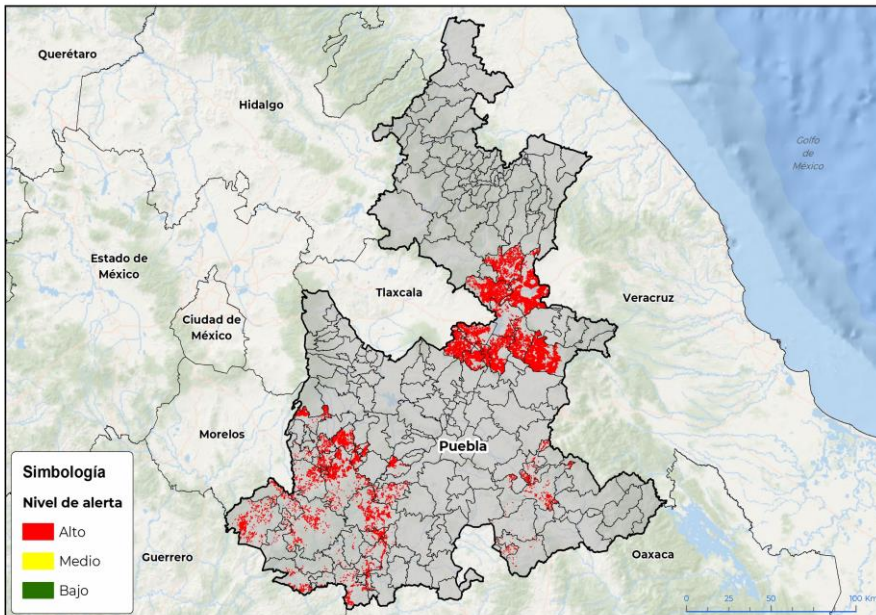 Querétaro
Hidalgo
Golfo
de
México
Estado de
México
Tlaxcala
Veracruz
Ciudad de
México
Morelos
Puebla
Simbología
Nivel de alerta
Alto
Medio
Bajo
Guerrero
Oaxaca
0 50 100 Km